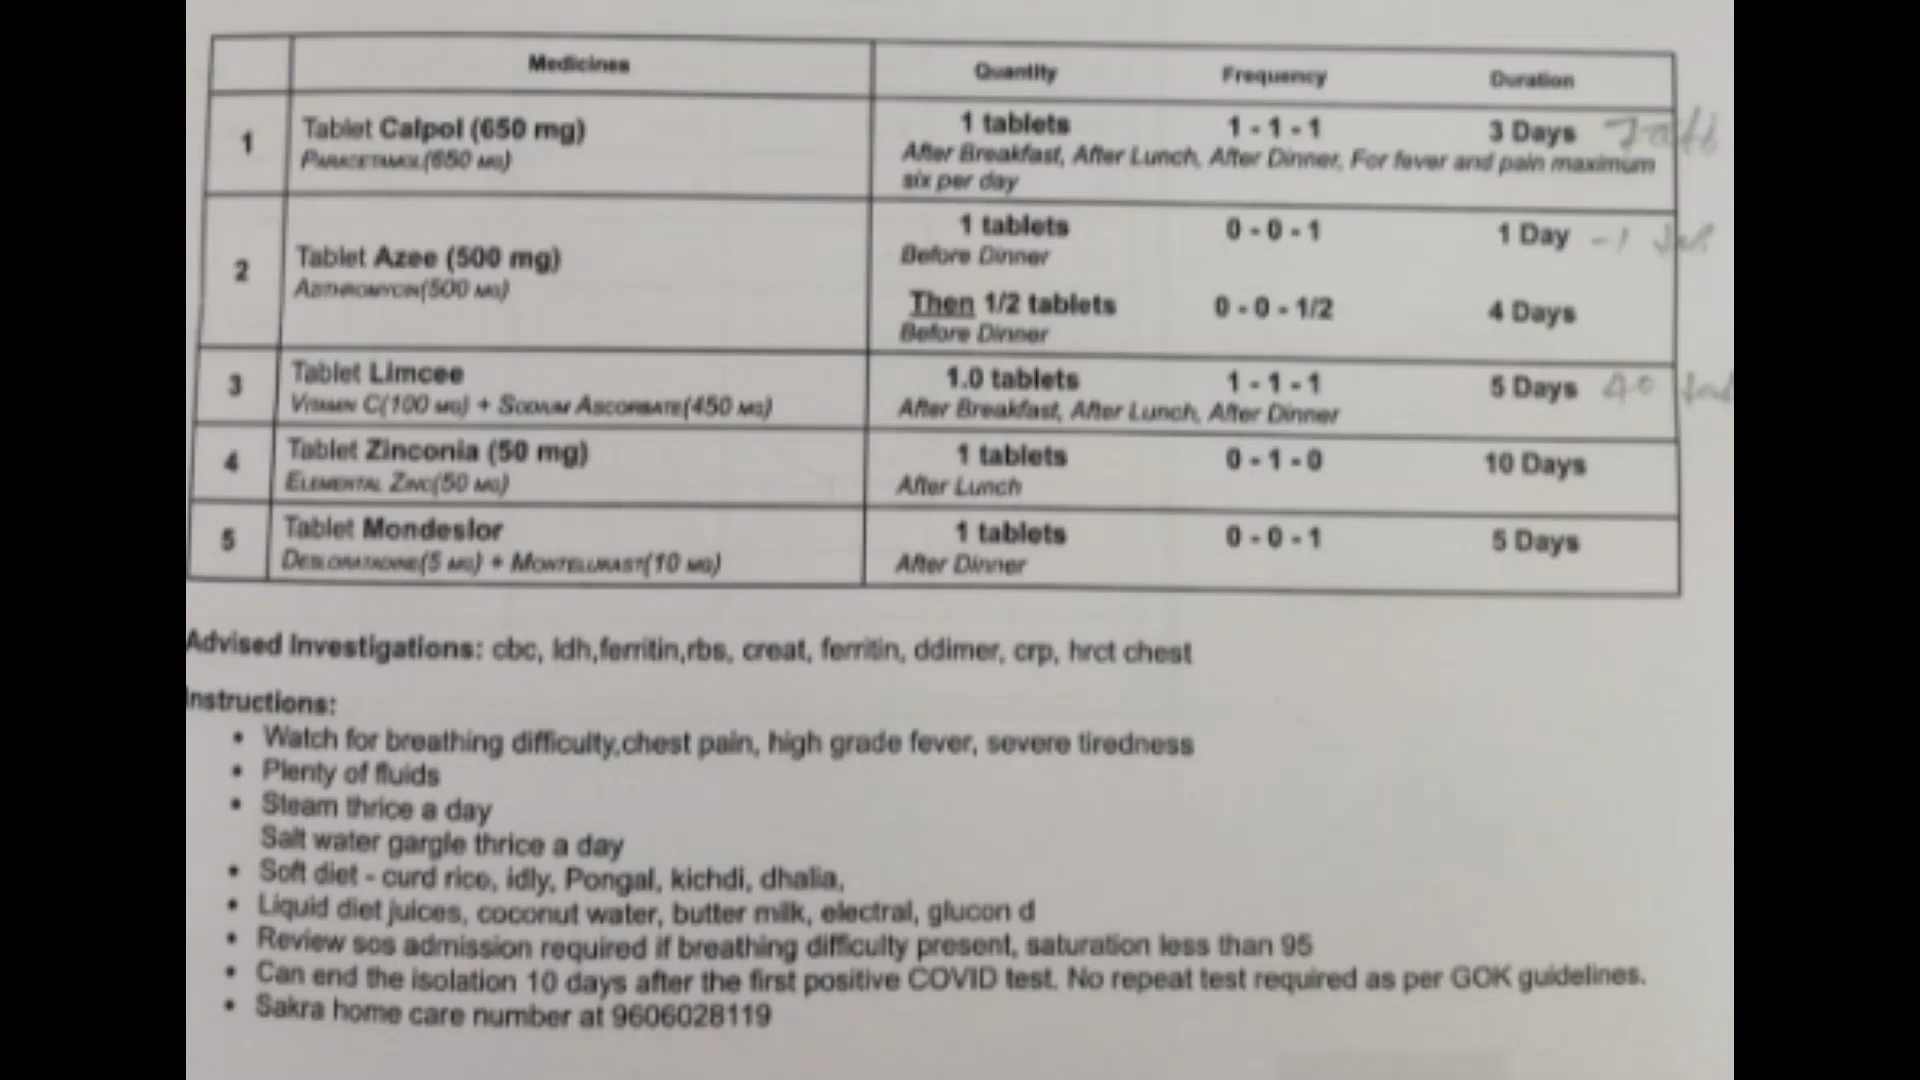 Medicines Quantity Frequency Duration
1 Tablet Calpol (650 mg) 1 tablets 1 - 1 - 1 3 Days
PARACETAMOL(650 MG) After Breakfast, After Lunch, After Dinner, For fever and pain maximum
six per day
2 Tablet Azee (500 mg) 1 tablets 0 - 0 - 1 1 Day - 1
AZITHROMYCIN(500 MG) Before Dinner
Then 1/2 tablets 0 - 0 - 1/2 4 Days
Before Dinner
3 Tablet Limcee 1.0 tablets 1 - 1 - 1 5 Days 40
VITAMIN C(100 MG) + SODIUM ASCORBATE(450 MG) After Breakfast, After Lunch, After Dinner
4 Tablet Zinconia (50 mg) 1 tablets 0 - 1 - 0 10 Days
ELEMENTAL ZINC(50 MG) After Lunch
5 Tablet Mondeslor 1 tablets 0 - 0 - 1 5 Days
DESLORATADINE(5 MG) + MONTELUKAST(10 MG) After Dinner
Advised Investigations: cbc, ldh,ferritin,rbs, creat, ferritin, ddimer, crp, hrct chest
Instructions:
• Watch for breathing difficulty,chest pain, high grade fever, severe tiredness
• Plenty of fluids
• Steam thrice a day
Salt water gargle thrice a day
• Soft diet - curd rice, idly, Pongal, kichdi, dhalia,
• Liquid diet juices, coconut water, butter milk, electral, glucon d
• Review sos admission required if breathing difficulty present, saturation less than 95
• Can end the isolation 10 days after the first positive COVID test. No repeat test required as per GOK guidelines.
• Sakra home care number at 9606028119